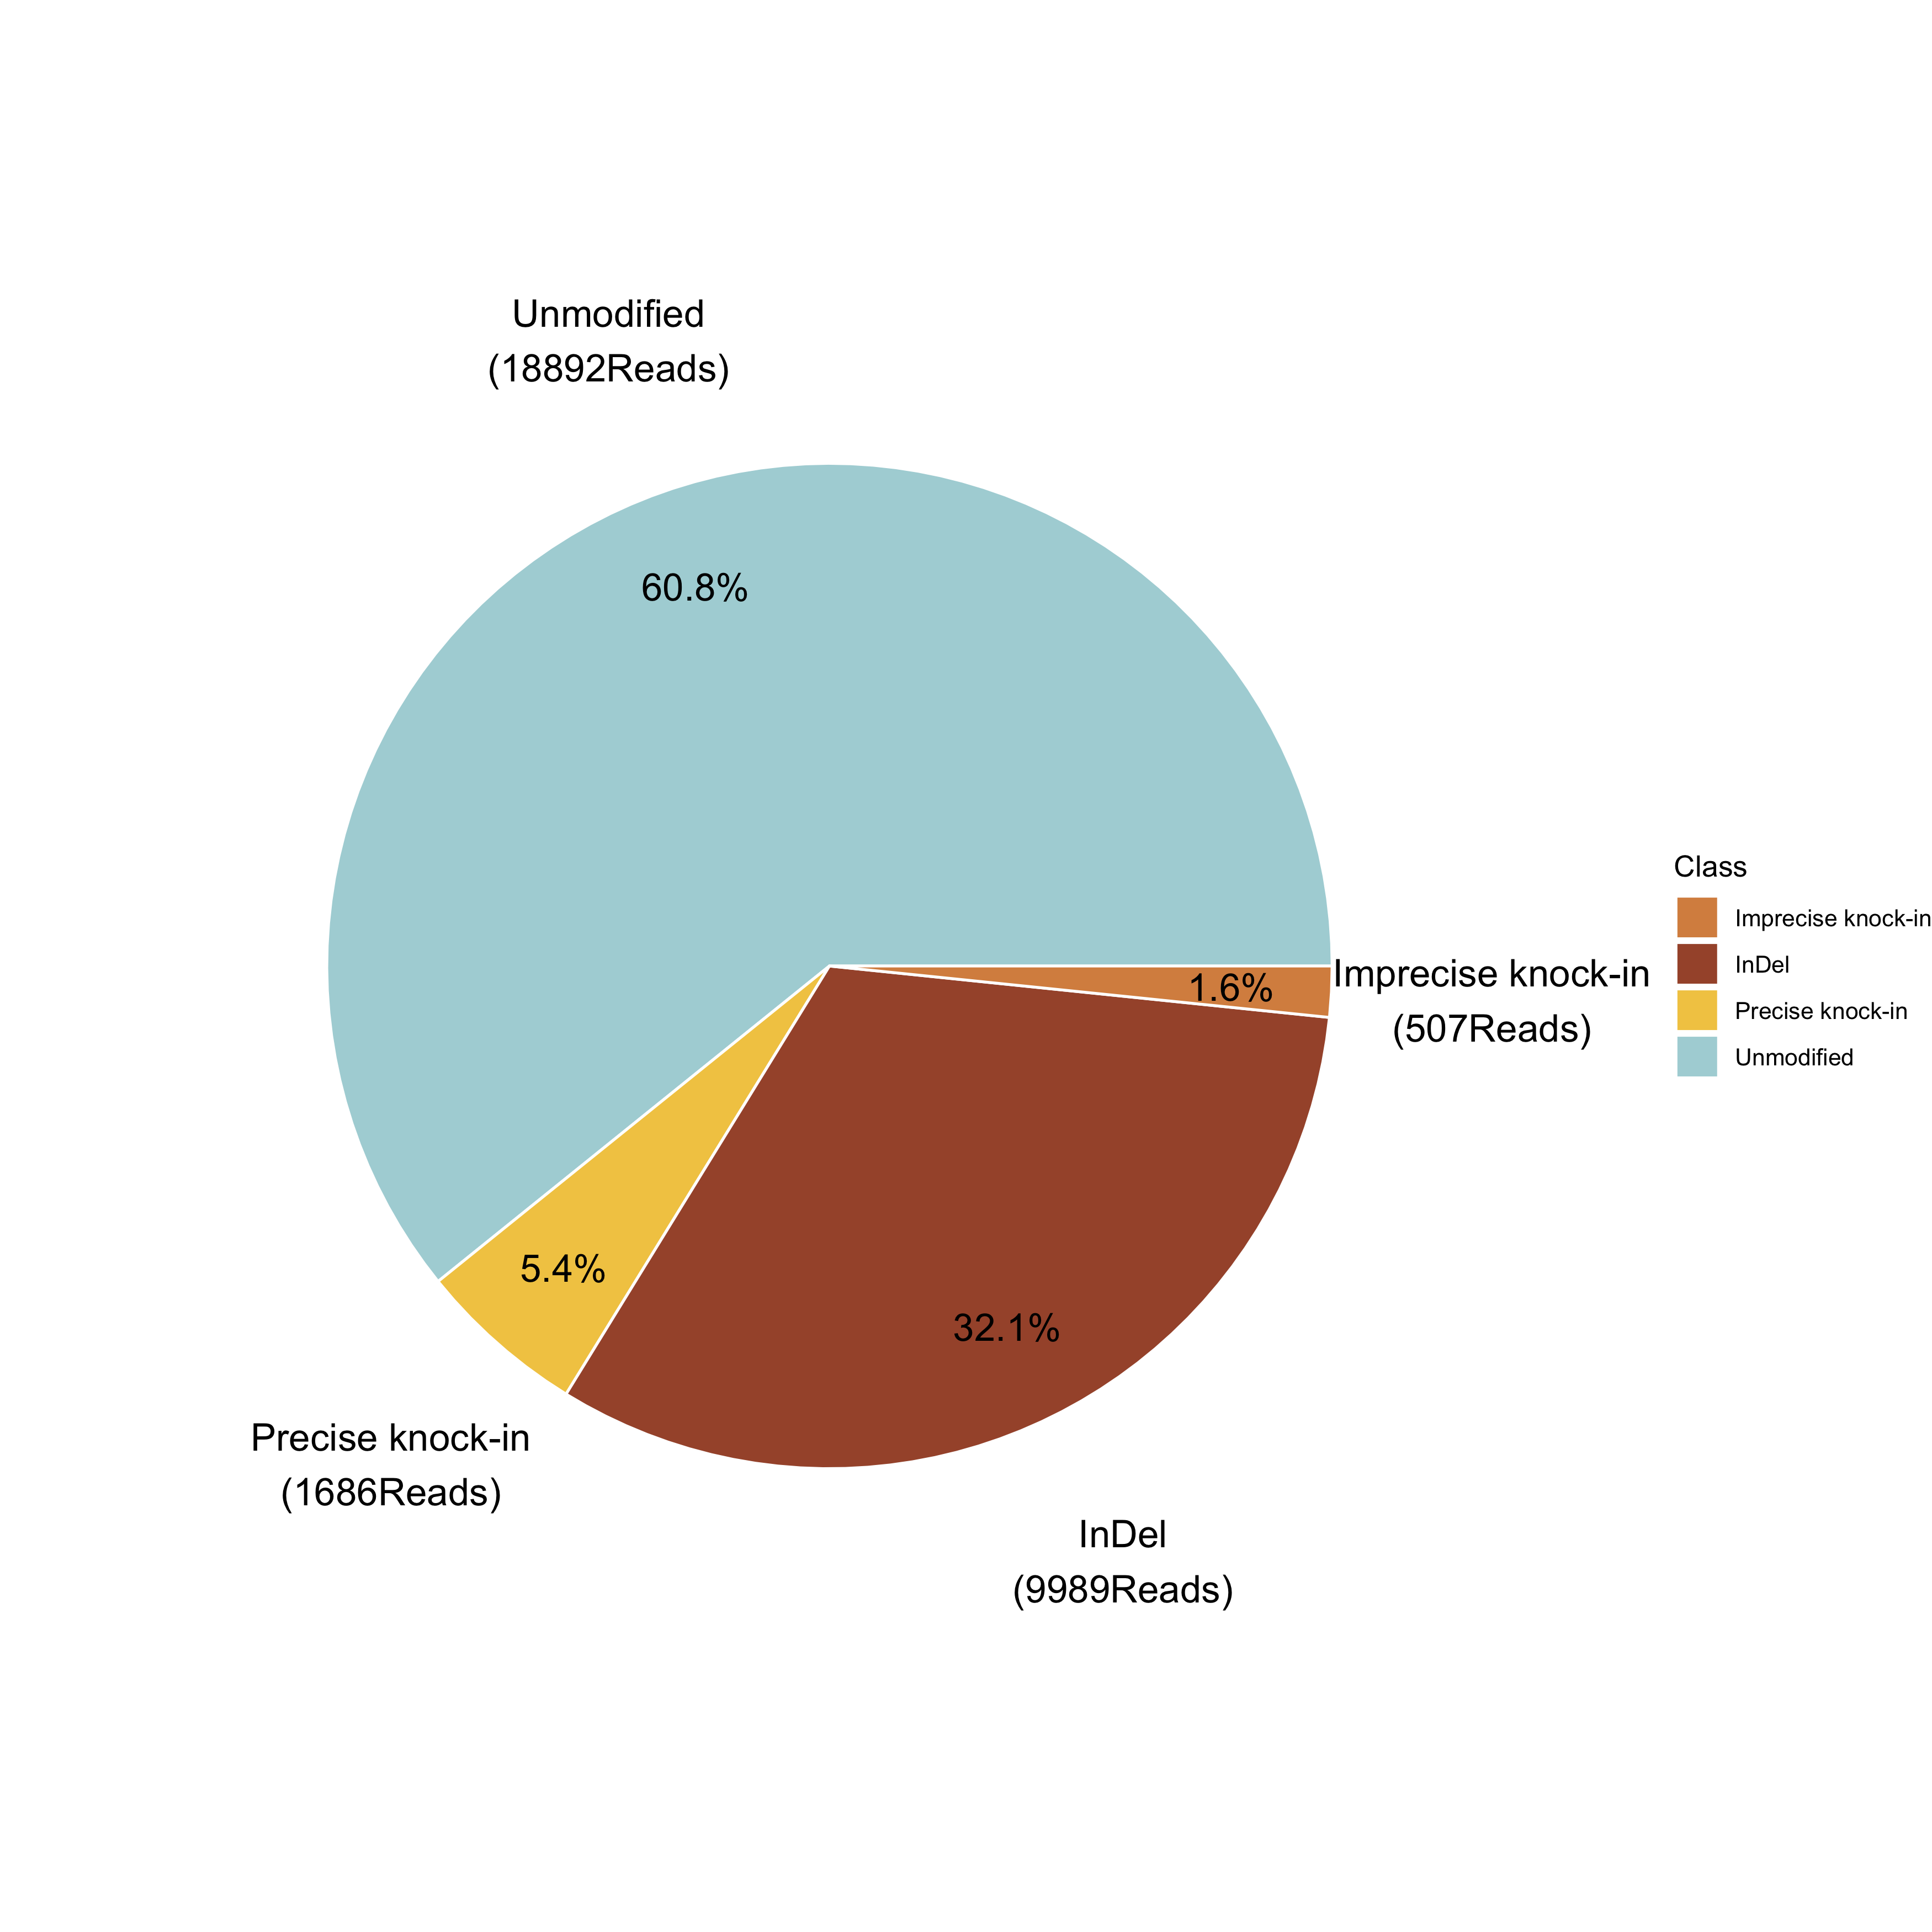 Unmodified
(18892Reads)
60.8%
1.6%
Imprecise knock-in
(507Reads)
5.4%
32.1%
Precise knock-in
(1686Reads)
InDel
(9989Reads)
Class
Imprecise knock-in
InDel
Precise knock-in
Unmodified